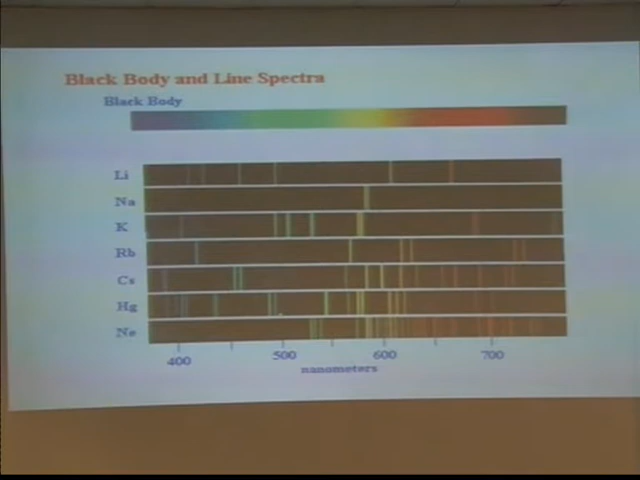 Black Body and Line Spectra
Black Body
Li
Na
K
Rb
Cs
Hg
Ne
400 500 600 700
nanometers